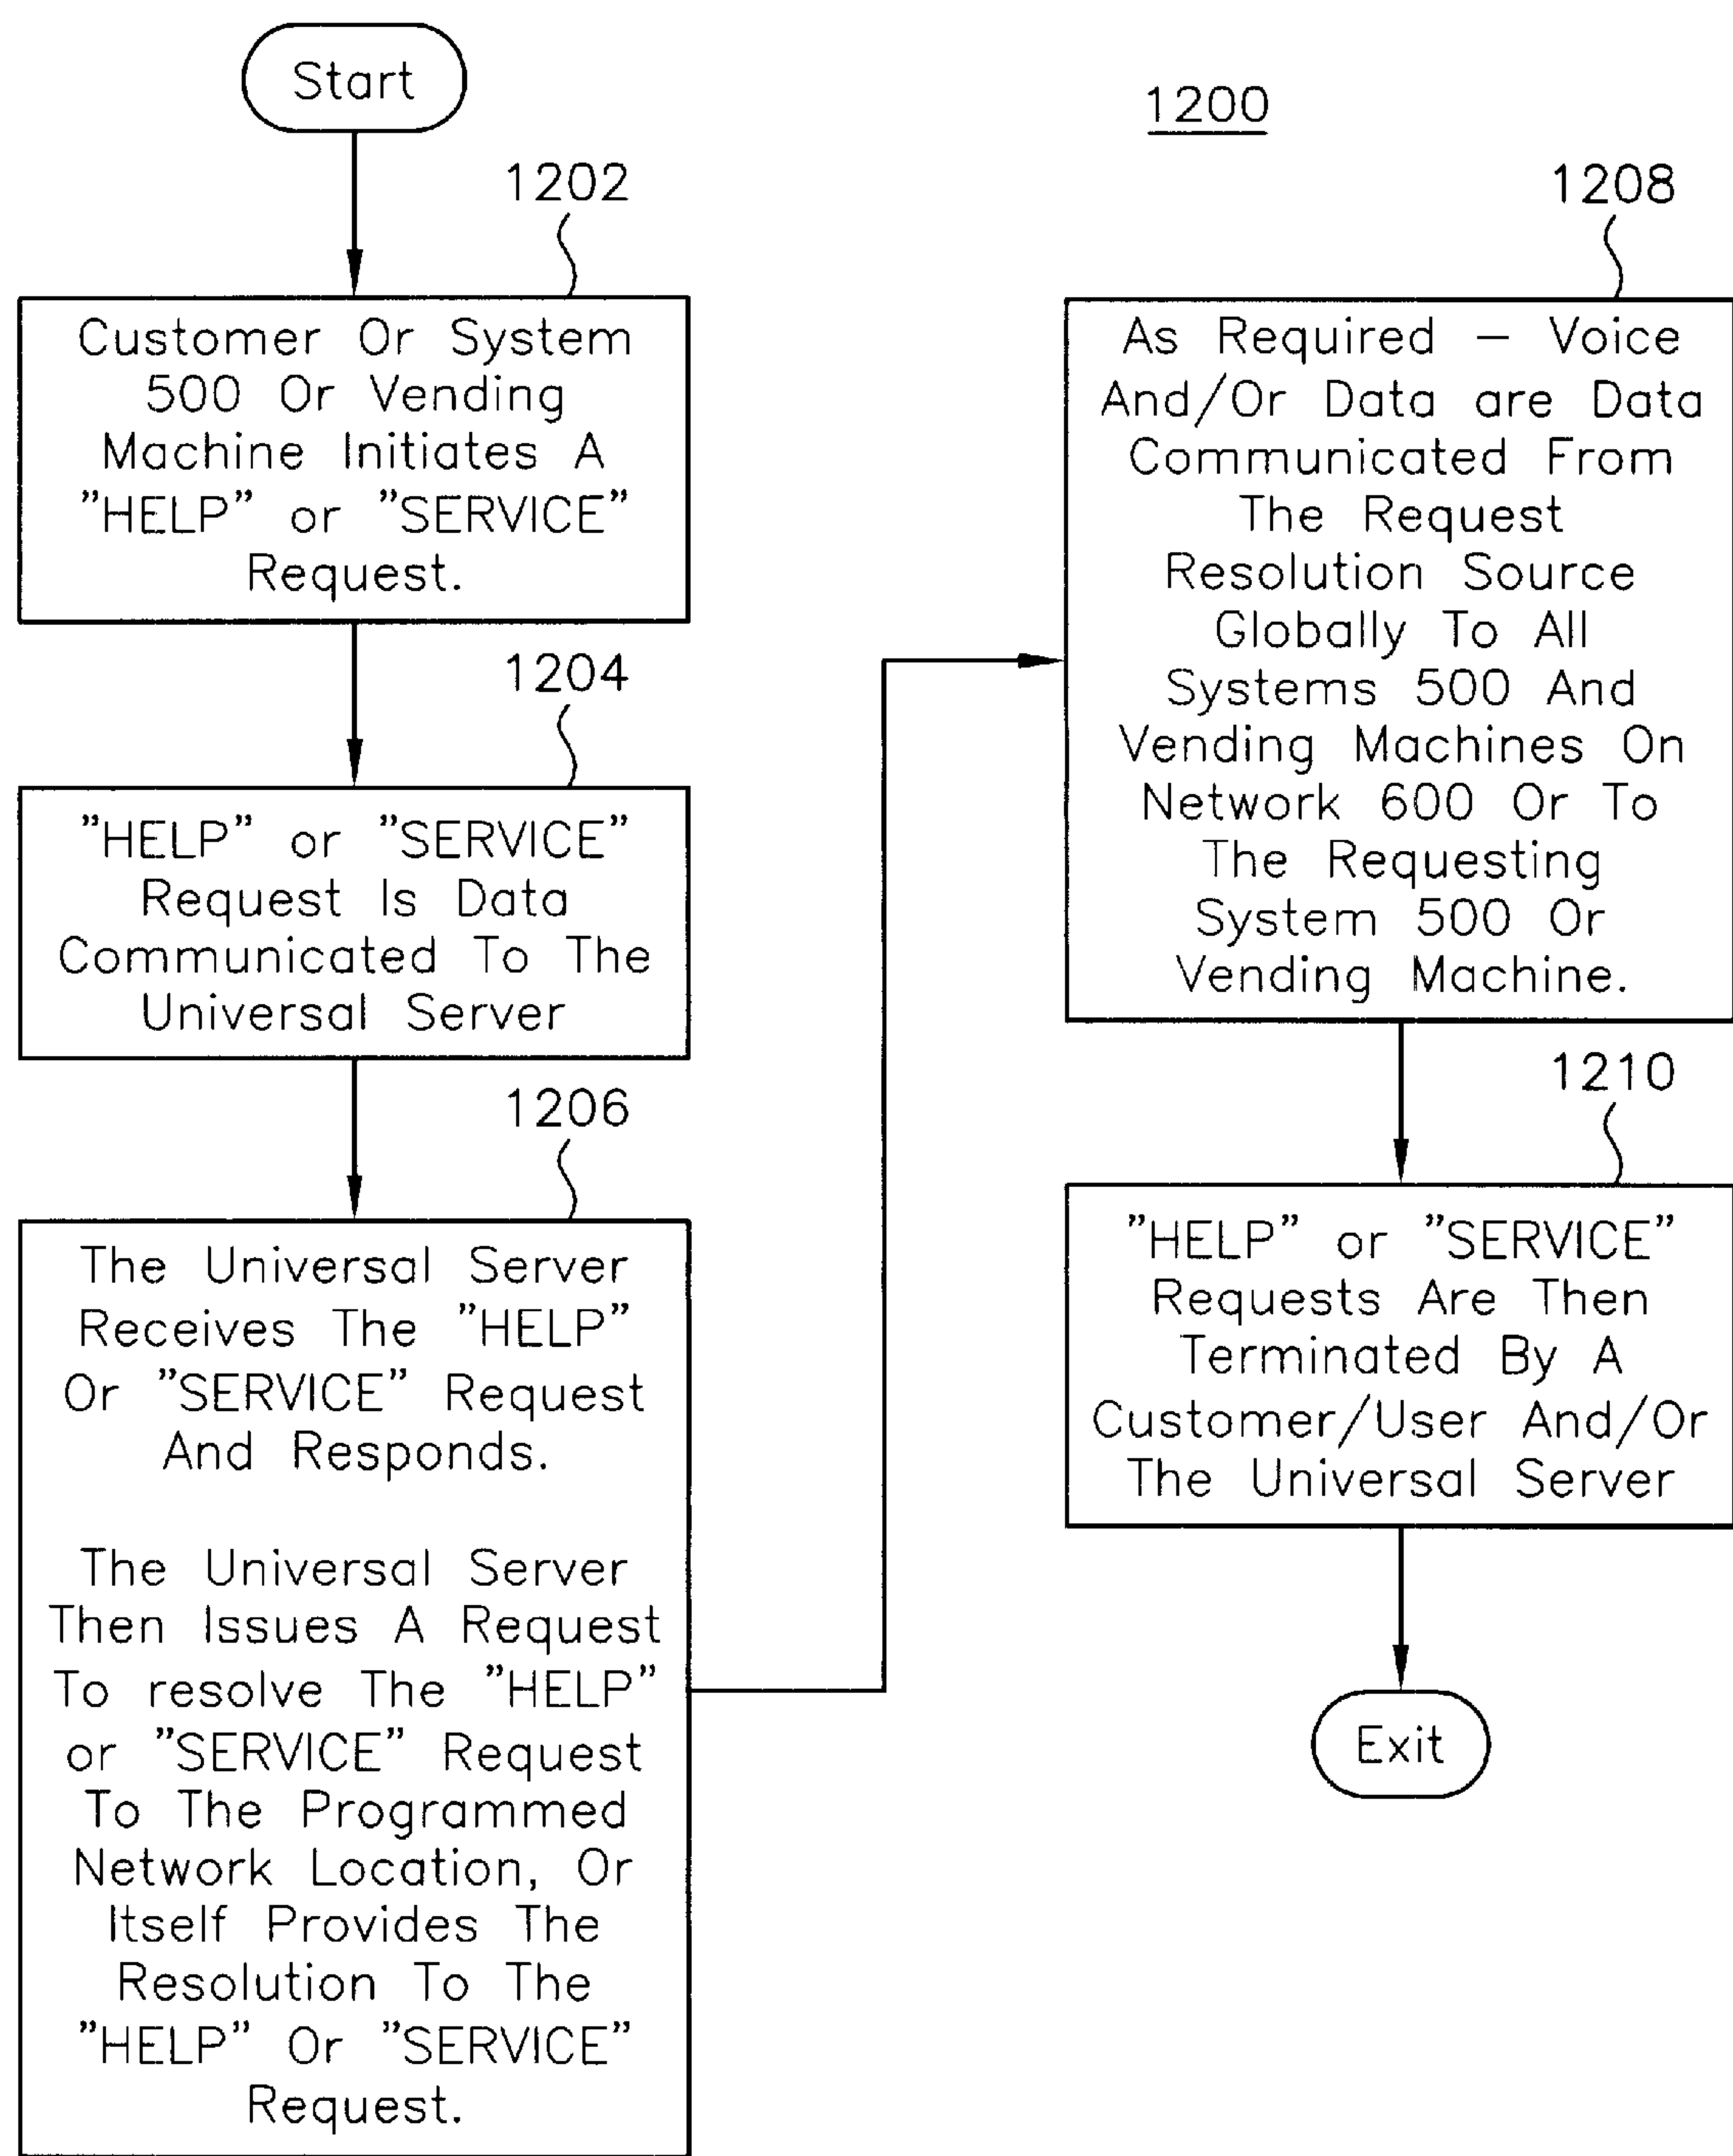 Start
1200
1202
Customer Or System
500 Or Vending
Machine Initiates A
"HELP" or "SERVICE"
Request.
1204
"HELP" or "SERVICE"
Request Is Data
Communicated To The
Universal Server
1206
The Universal Server
Receives The "HELP"
Or "SERVICE" Request
And Responds.
The Universal Server
Then Issues A Request
To resolve The "HELP"
or "SERVICE" Request
To The Programmed
Network Location, Or
Itself Provides The
Resolution To The
"HELP" Or "SERVICE"
Request.
1208
As Required – Voice
And/Or Data are Data
Communicated From
The Request
Resolution Source
Globally To All
Systems 500 And
Vending Machines On
Network 600 Or To
The Requesting
System 500 Or
Vending Machine.
1210
"HELP" or "SERVICE"
Requests Are Then
Terminated By A
Customer/User And/Or
The Universal Server
Exit